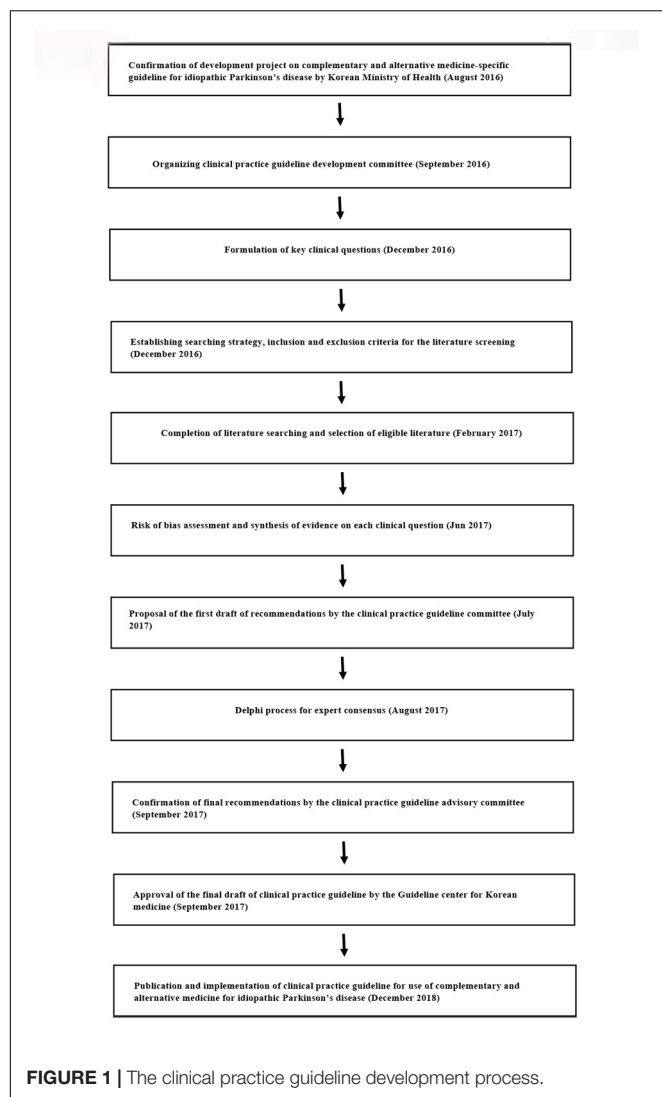 Confirmation of development project on complementary and alternative medicine-specific
guideline for idiopathic Parkinson's disease by Korean Ministry of Health (August 2016)
Organizing clinical practice guideline development committee (September 2016)
Formulation of key clinical questions (December 2016)
Establishing searching strategy, inclusion and exclusion criteria for the literature screening
(December 2016)
Completion of literature searching and selection of eligible literature (February 2017)
Risk of bias assessment and synthesis of evidence on each clinical question (Jun 2017)
Proposal of the first draft of recommendations by the clinical practice guideline committee (July
2017)
Delphi process for expert consensus (August 2017)
Confirmation of final recommendations by the clinical practice guideline advisory committee
(September 2017)
Approval of the final draft of clinical practice guideline by the Guideline center for Korean
medicine (September 2017)
Publication and implementation of clinical practice guideline for use of complementary and
alternative medicine for idiopathic Parkinson's disease (December 2018)
FIGURE 1 | The clinical practice guideline development process.